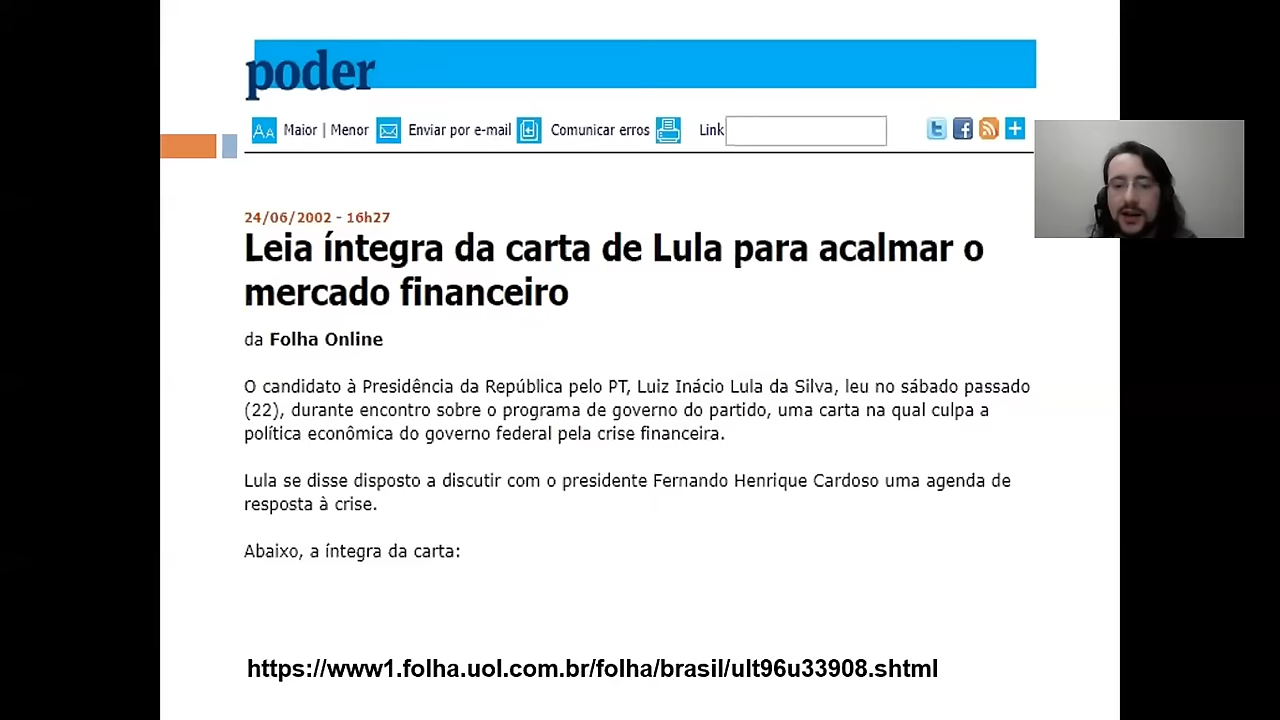 poder
AA Maior | Menor Enviar por e-mail Comunicar erros Link
24/06/2002 - 16h27
Leia íntegra da carta de Lula para acalmar o
mercado financeiro
da Folha Online
O candidato à Presidência da República pelo PT, Luiz Inácio Lula da Silva, leu no sábado passado
(22), durante encontro sobre o programa de governo do partido, uma carta na qual culpa a
política econômica do governo federal pela crise financeira.
Lula se disse disposto a discutir com o presidente Fernando Henrique Cardoso uma agenda de
resposta à crise.
Abaixo, a íntegra da carta:
https://www1.folha.uol.com.br/folha/brasil/ult96u33908.shtml